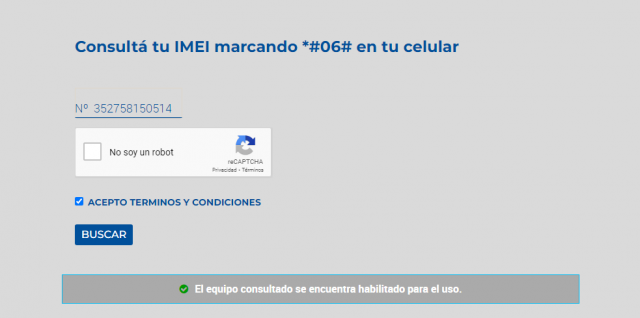 Consultá tu IMEI marcando *#06# en tu celular
Nº 352758150514
No soy un robot
reCAPTCHA
Privacidad - Términos
ACEPTO TERMINOS Y CONDICIONES
BUSCAR
El equipo consultado se encuentra habilitado para el uso.